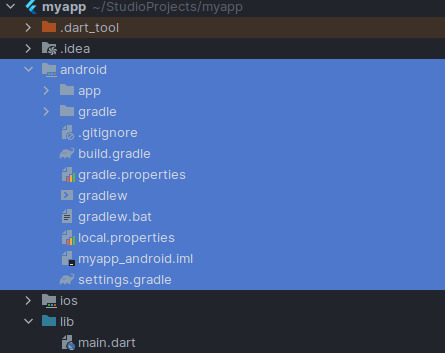 myapp ~/StudioProjects/myapp
.dart_tool
.idea
android
app
gradle
.gitignore
build.gradle
gradle.properties
gradlew
gradlew.bat
local.properties
myapp_android.iml
settings.gradle
ios
lib
main.dart